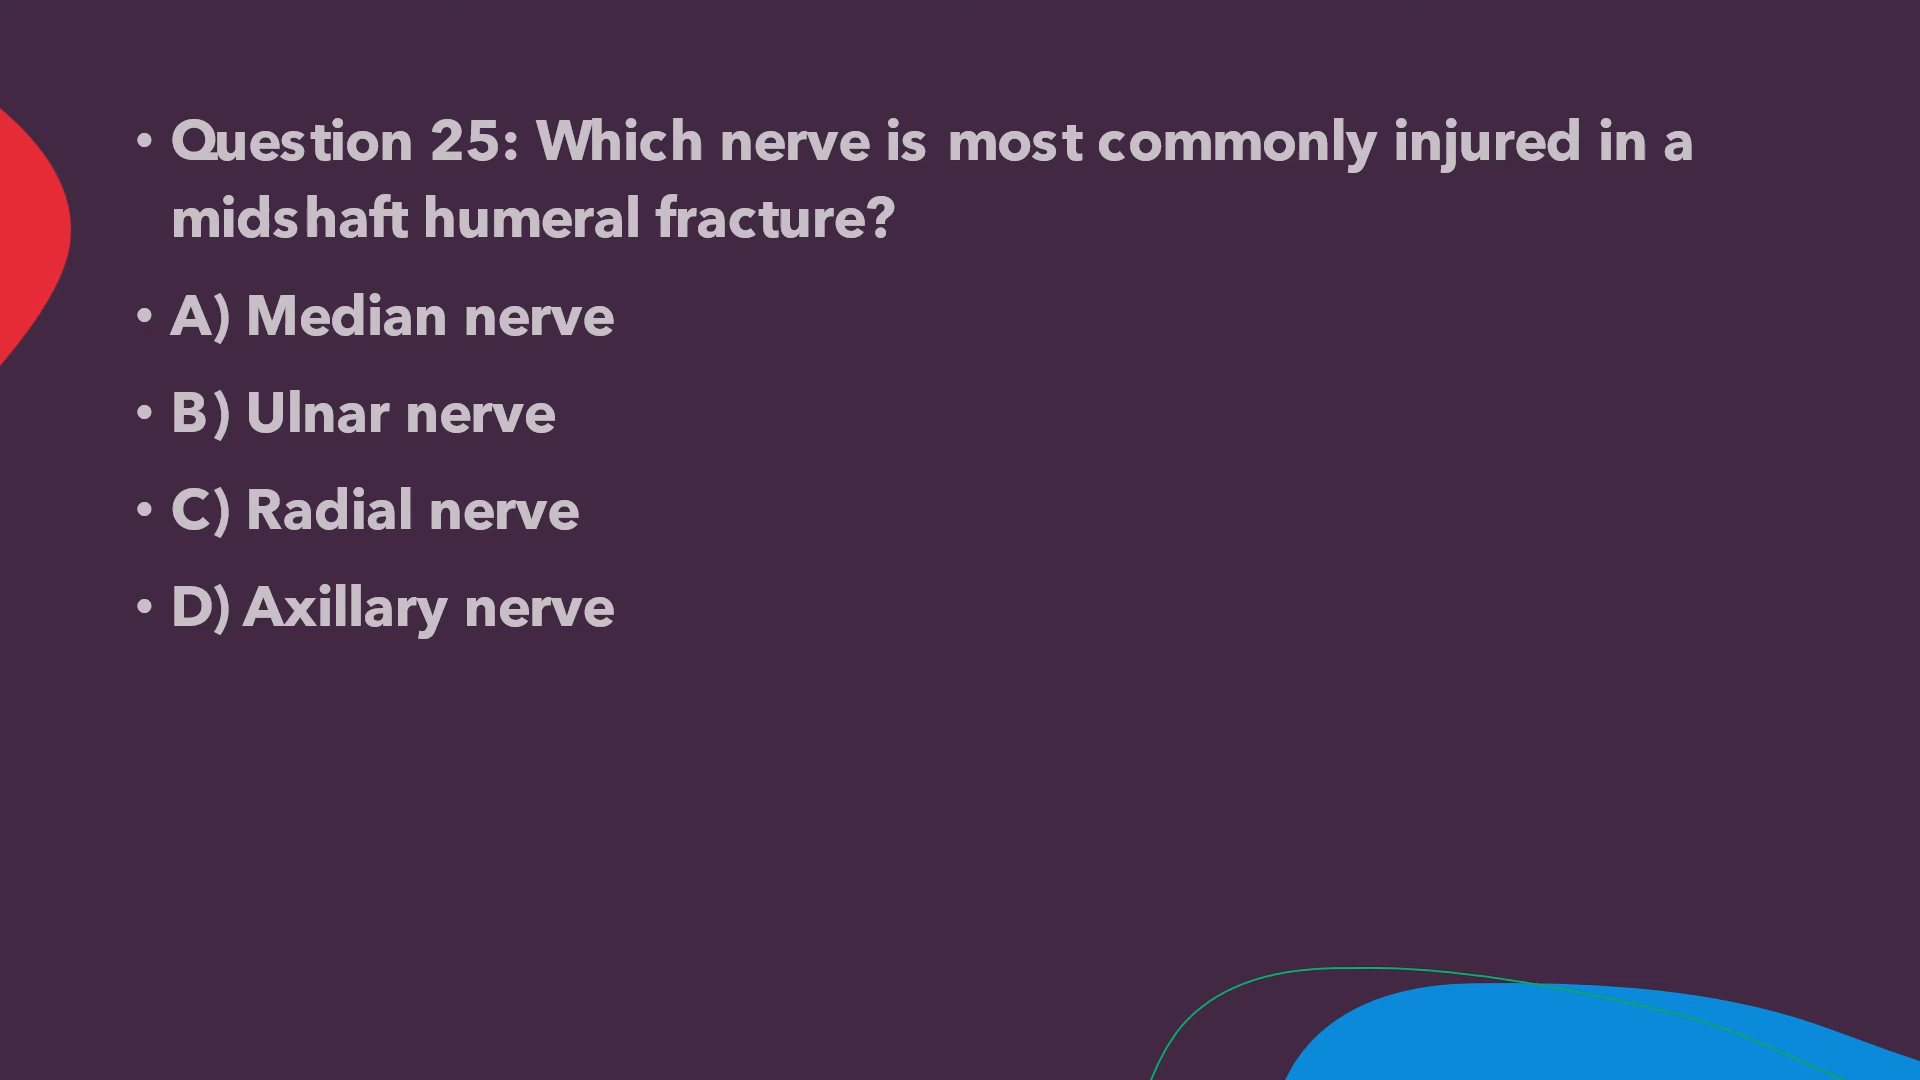 • Question 25: Which nerve is most commonly injured in a
midshaft humeral fracture?
• A) Median nerve
• B) Ulnar nerve
• C) Radial nerve
• D) Axillary nerve